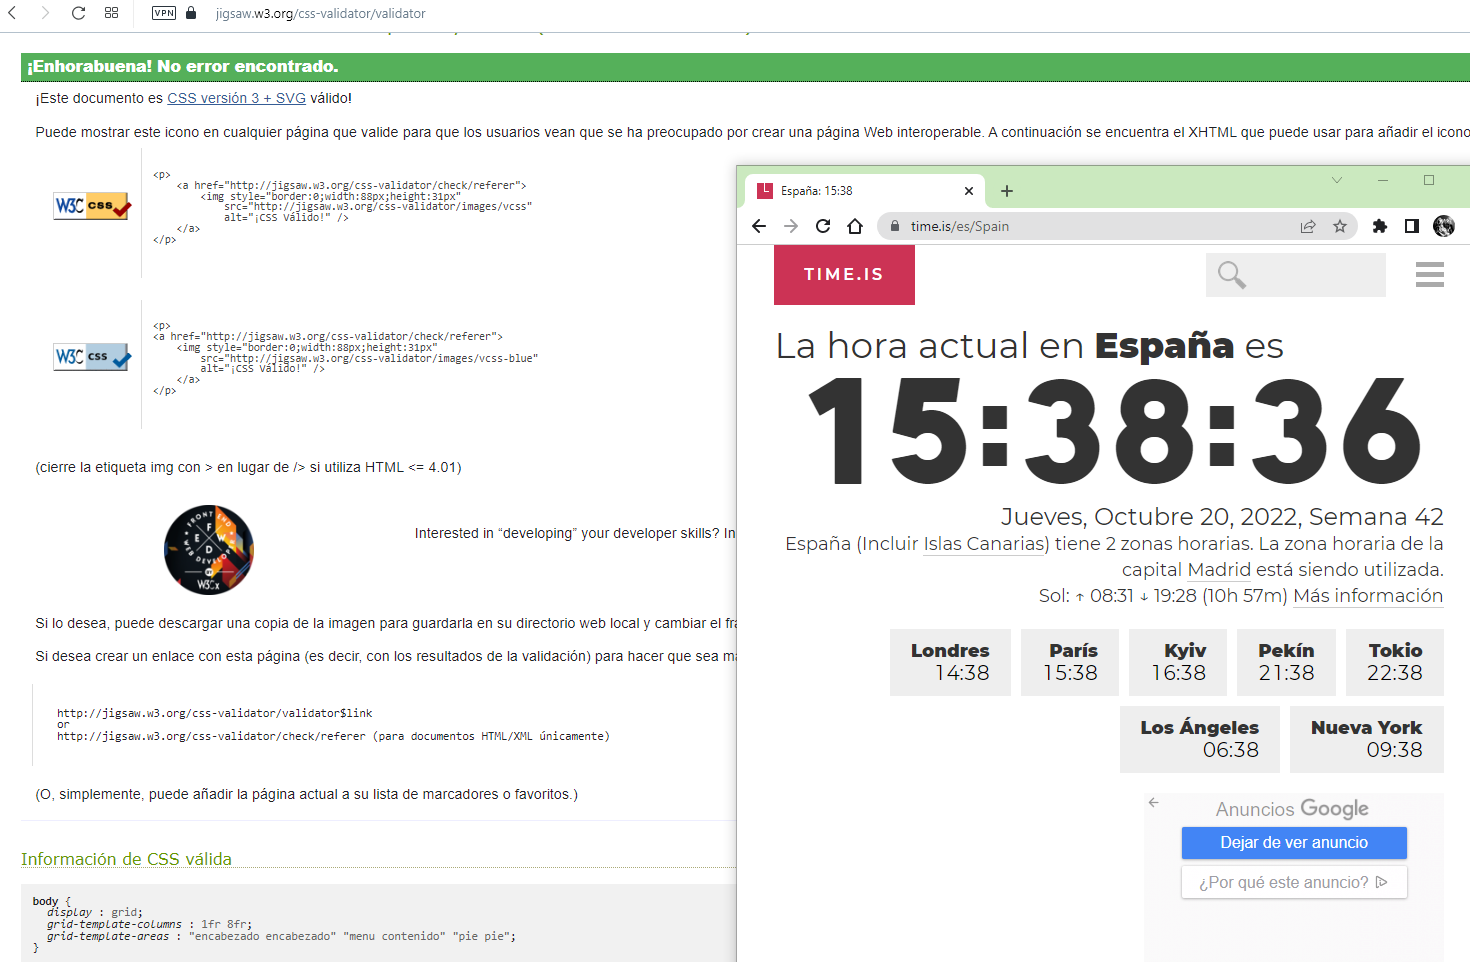 VPN
jigsaw.w3.org/css-validator/validator
¡Enhorabuena! No error encontrado.
¡Este documento es CSS versión 3 + SVG válido!
Puede mostrar este icono en cualquier página que valide para que los usuarios vean que se ha preocupado por crear una página Web interoperable. A continuación se encuentra el XHTML que puede usar para añadir el icono
W3C css
<p>
<a href="http://jigsaw.w3.org/css-validator/check/referer">
<img style="border:0;width:88px;height:31px"
src="http://jigsaw.w3.org/css-validator/images/vcss"
alt="¡CSS Válido!" />
</a>
</p>
W3C css
<p>
<a href="http://jigsaw.w3.org/css-validator/check/referer">
<img style="border:0;width:88px;height:31px"
src="http://jigsaw.w3.org/css-validator/images/vcss-blue"
alt="¡CSS Válido!" />
</a>
</p>
(cierre la etiqueta img con > en lugar de /> si utiliza HTML <= 4.01)
FRONT END
F
E W
D
BY
W3Cx
Interested in “developing” your developer skills? In
Si lo desea, puede descargar una copia de la imagen para guardarla en su directorio web local y cambiar el fra
Si desea crear un enlace con esta página (es decir, con los resultados de la validación) para hacer que sea má
http://jigsaw.w3.org/css-validator/validator$link
or
http://jigsaw.w3.org/css-validator/check/referer (para documentos HTML/XML únicamente)
(O, simplemente, puede añadir la página actual a su lista de marcadores o favoritos.)
Información de CSS válida
body {
display : grid;
grid-template-columns : 1fr 8fr;
grid-template-areas : "encabezado encabezado" "menu contenido" "pie pie";
}
España: 15:38
time.is/es/Spain
TIME.IS
La hora actual en España es
15:38:36
Jueves, Octubre 20, 2022, Semana 42
España (Incluir Islas Canarias) tiene 2 zonas horarias. La zona horaria de la
capital Madrid está siendo utilizada.
Sol: ↑ 08:31 ↓ 19:28 (10h 57m) Más información
Londres
14:38
París
15:38
Kyiv
16:38
Pekín
21:38
Tokio
22:38
Los Ángeles
06:38
Nueva York
09:38
Anuncios Google
Dejar de ver anuncio
¿Por qué este anuncio?